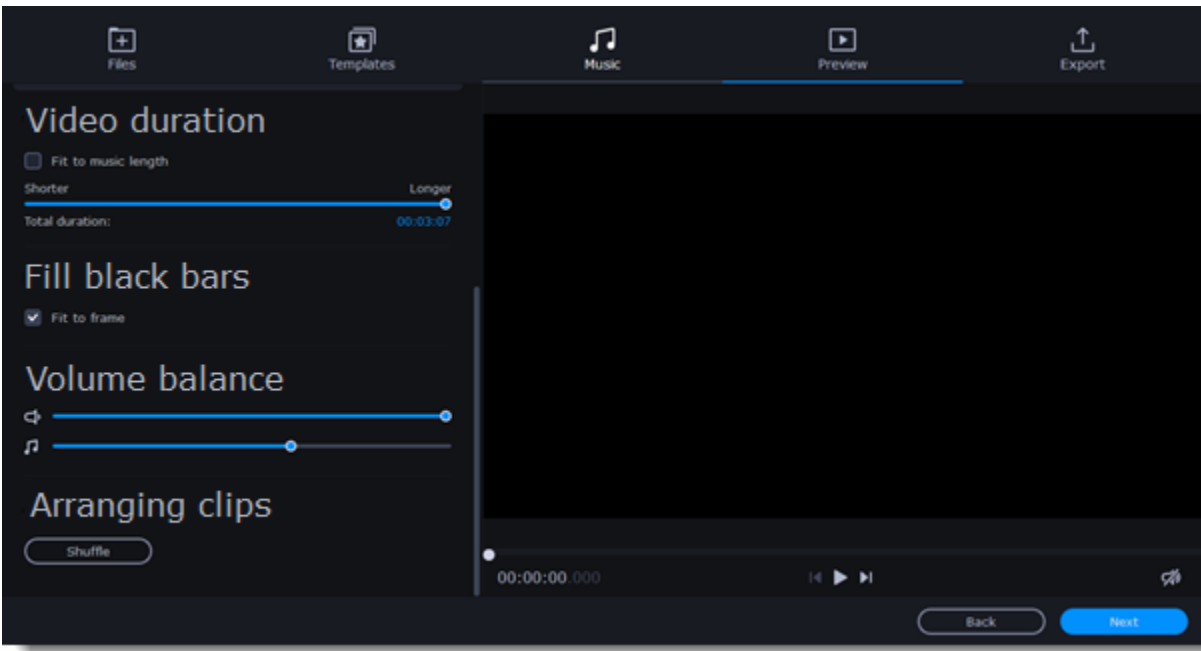 Files
Templates
Music
Preview
Export
Video duration
Fit to music length
Shorter
Longer
Total duration:
00:03:07
Fill black bars
Fit to frame
Volume balance
Arranging clips
Shuffle
00:00:00.000
Back
Next